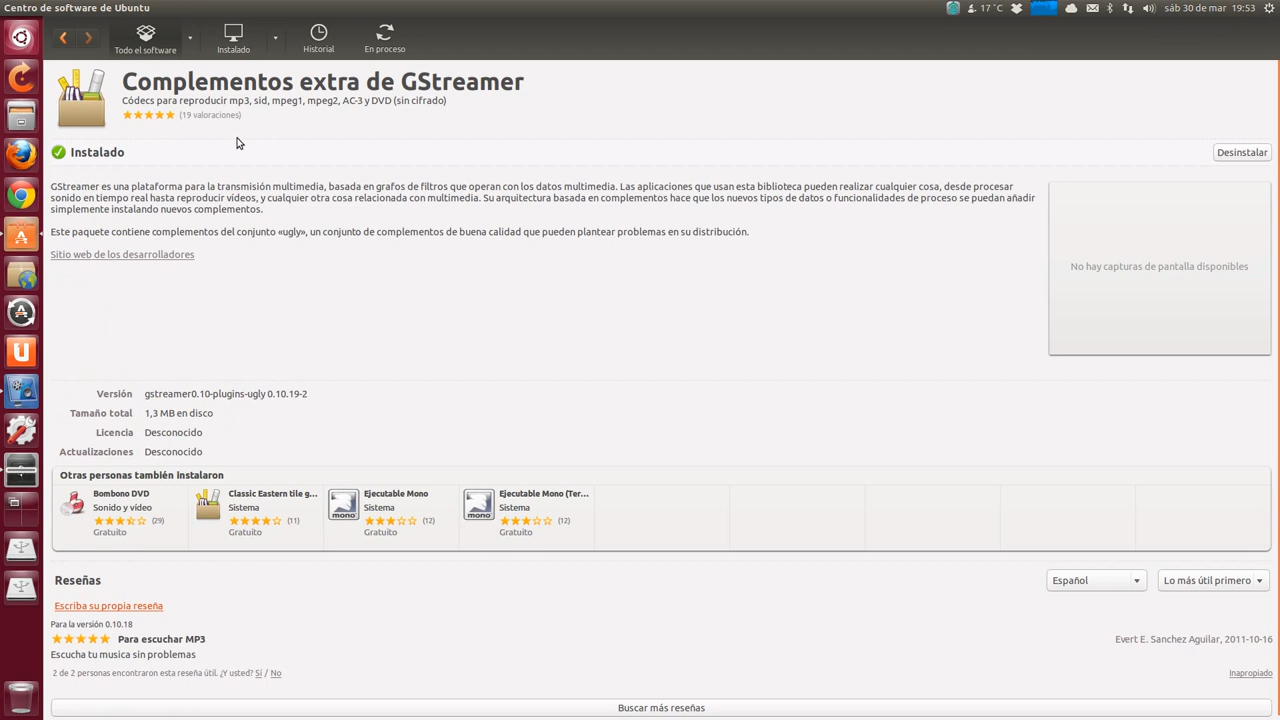 Centro de software de Ubuntu
17 °C
sáb 30 de mar 19:53
Todo el software
Instalado
Historial
En proceso
Complementos extra de GStreamer
Códecs para reproducir mp3, sid, mpeg1, mpeg2, AC-3 y DVD (sin cifrado)
(19 valoraciones)
Instalado
Desinstalar
GStreamer es una plataforma para la transmisión multimedia, basada en grafos de filtros que operan con los datos multimedia. Las aplicaciones que usan esta biblioteca pueden realizar cualquier cosa, desde procesar
sonido en tiempo real hasta reproducir vídeos, y cualquier otra cosa relacionada con multimedia. Su arquitectura basada en complementos hace que los nuevos tipos de datos o funcionalidades de proceso se puedan añadir
simplemente instalando nuevos complementos.
Este paquete contiene complementos del conjunto «ugly», un conjunto de complementos de buena calidad que pueden plantear problemas en su distribución.
Sitio web de los desarrolladores
No hay capturas de pantalla disponibles
Versión gstreamer0.10-plugins-ugly 0.10.19-2
Tamaño total 1,3 MB en disco
Licencia Desconocido
Actualizaciones Desconocido
Otras personas también instalaron
Bombono DVD
Sonido y vídeo
(29)
Gratuito
Classic Eastern tile g...
Sistema
(11)
Gratuito
Ejecutable Mono
Sistema
(12)
Gratuito
Ejecutable Mono (Ter...
Sistema
(12)
Gratuito
mono
mono
Reseñas
Español
Lo más útil primero
Escriba su propia reseña
Para la versión 0.10.18
Para escuchar MP3
Evert E. Sanchez Aguilar, 2011-10-16
Escucha tu musica sin problemas
2 de 2 personas encontraron esta reseña útil. ¿Y usted? Sí / No
Inapropiado
Buscar más reseñas